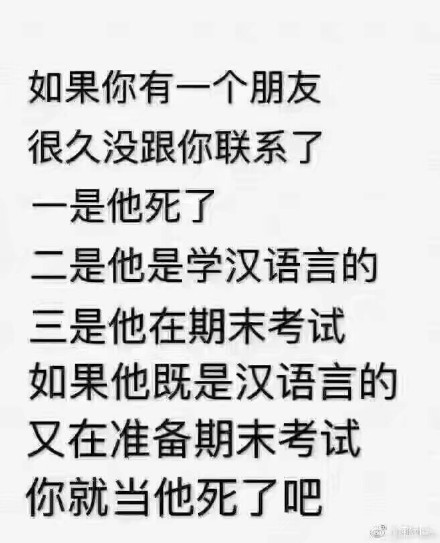 如果你有一个朋友
很久没跟你联系了
一是他死了
二是他是学汉语言的
三是他在期末考试
如果他既是汉语言的
又在准备期末考试
你就当他死了吧